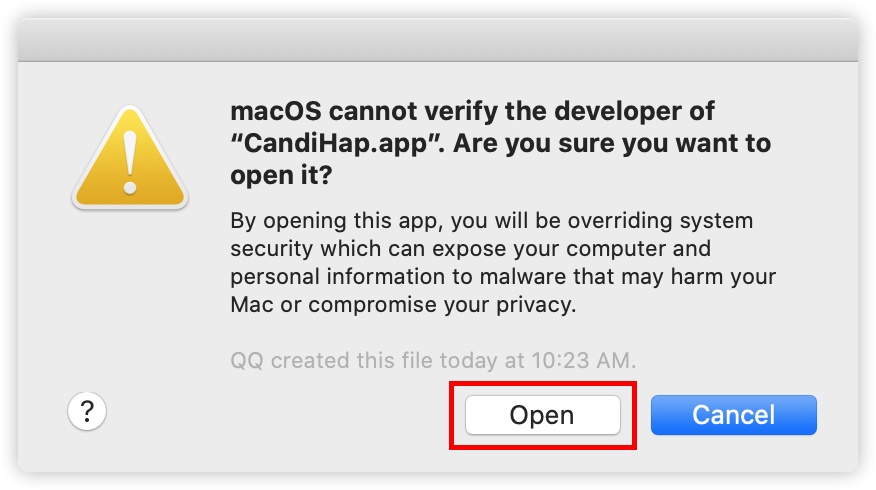 macOS cannot verify the developer of
“CandiHap.app”. Are you sure you want to
open it?
By opening this app, you will be overriding system
security which can expose your computer and
personal information to malware that may harm your
Mac or compromise your privacy.
QQ created this file today at 10:23 AM.
?
Open
Cancel